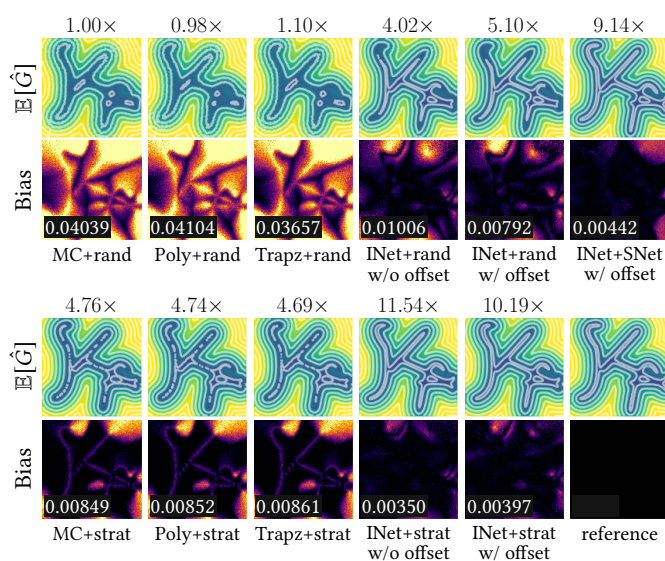 1.00× 0.98× 1.10× 4.02× 5.10× 9.14×
𝔼[Ĝ]
Bias
0.04039 0.04104 0.03657 0.01006 0.00792 0.00442
MC+rand Poly+rand Trapz+rand INet+rand INet+rand INet+SNet
w/o offset w/ offset w/ offset
4.76× 4.74× 4.69× 11.54× 10.19×
𝔼[Ĝ]
Bias
0.00849 0.00852 0.00861 0.00350 0.00397
MC+strat Poly+strat Trapz+strat INet+strat INet+strat reference
w/o offset w/ offset